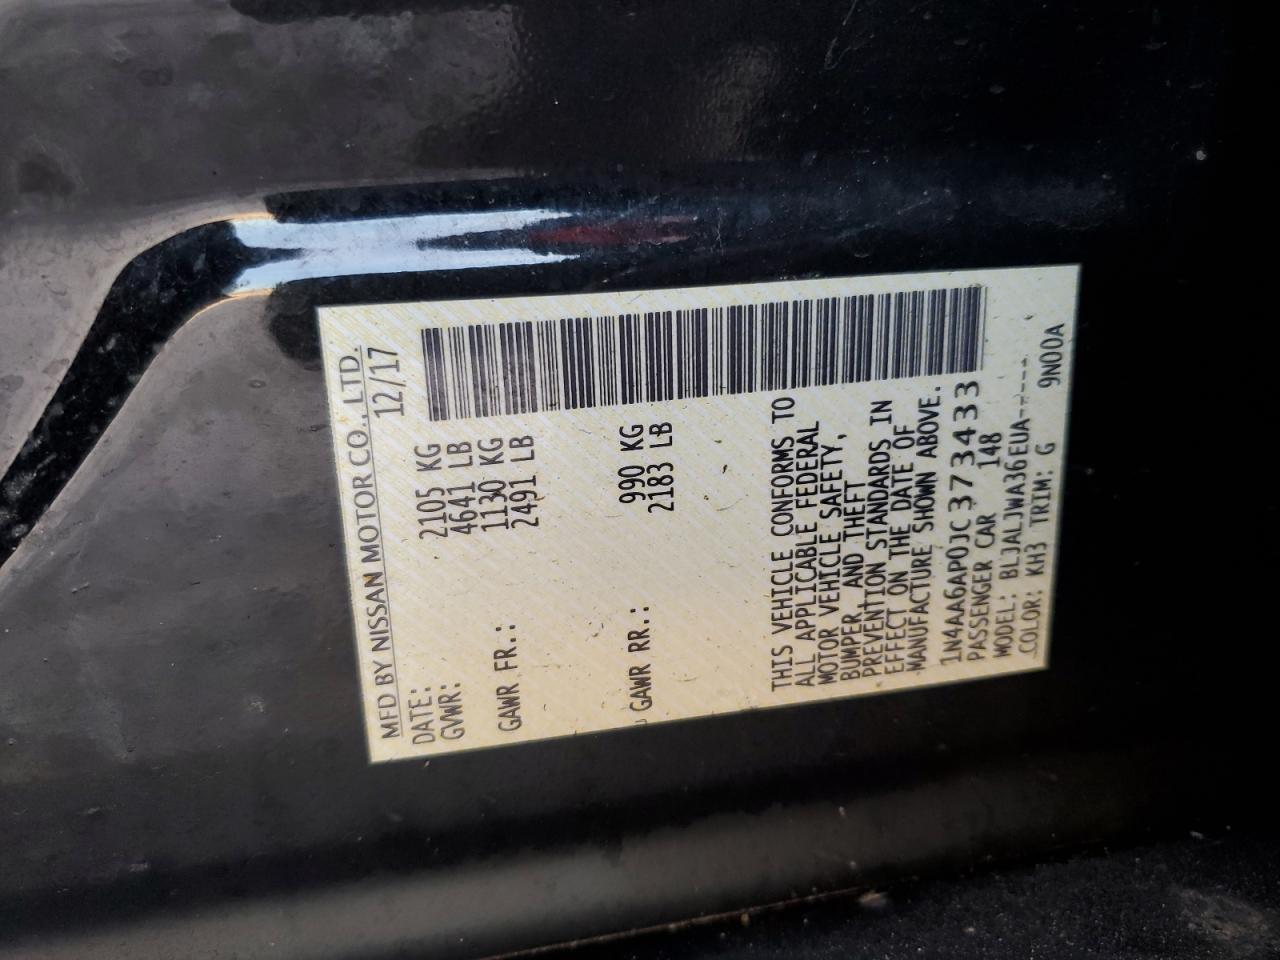 MFD BY NISSAN MOTOR CO., LTD.
DATE: 12/17
GVWR: 2105 KG
4641 LB
GAWR FR.: 1130 KG
2491 LB
GAWR RR.: 990 KG
2183 LB
THIS VEHICLE CONFORMS TO
ALL APPLICABLE FEDERAL
MOTOR VEHICLE SAFETY,
BUMPER, AND THEFT
PREVENTION STANDARDS IN
EFFECT ON THE DATE OF
MANUFACTURE SHOWN ABOVE.
1N4AA6AP0JC373433
PASSENGER CAR 148
MODEL: BLJALJWA36EUA-----
COLOR: KH3 TRIM: G 9N00A